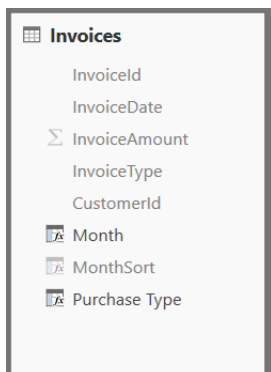 Invoices
InvoiceId
InvoiceDate
InvoiceAmount
InvoiceType
CustomerId
Month
MonthSort
Purchase Type